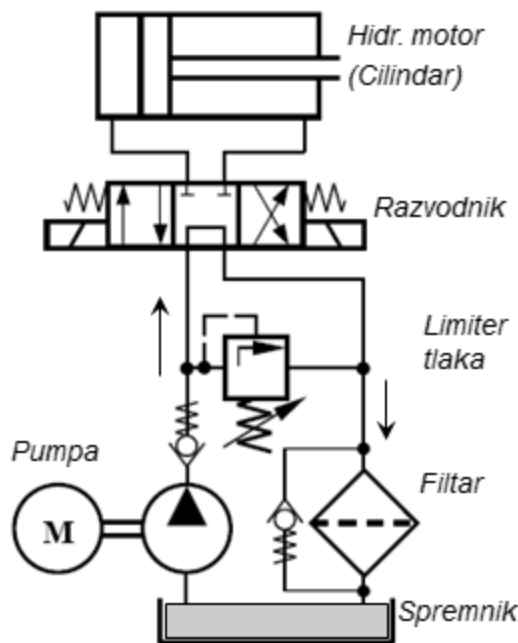 Hidr. motor
(Cilindar)
Razvodnik
Limiter
tlaka
Pumpa
M
Filtar
Spremnik